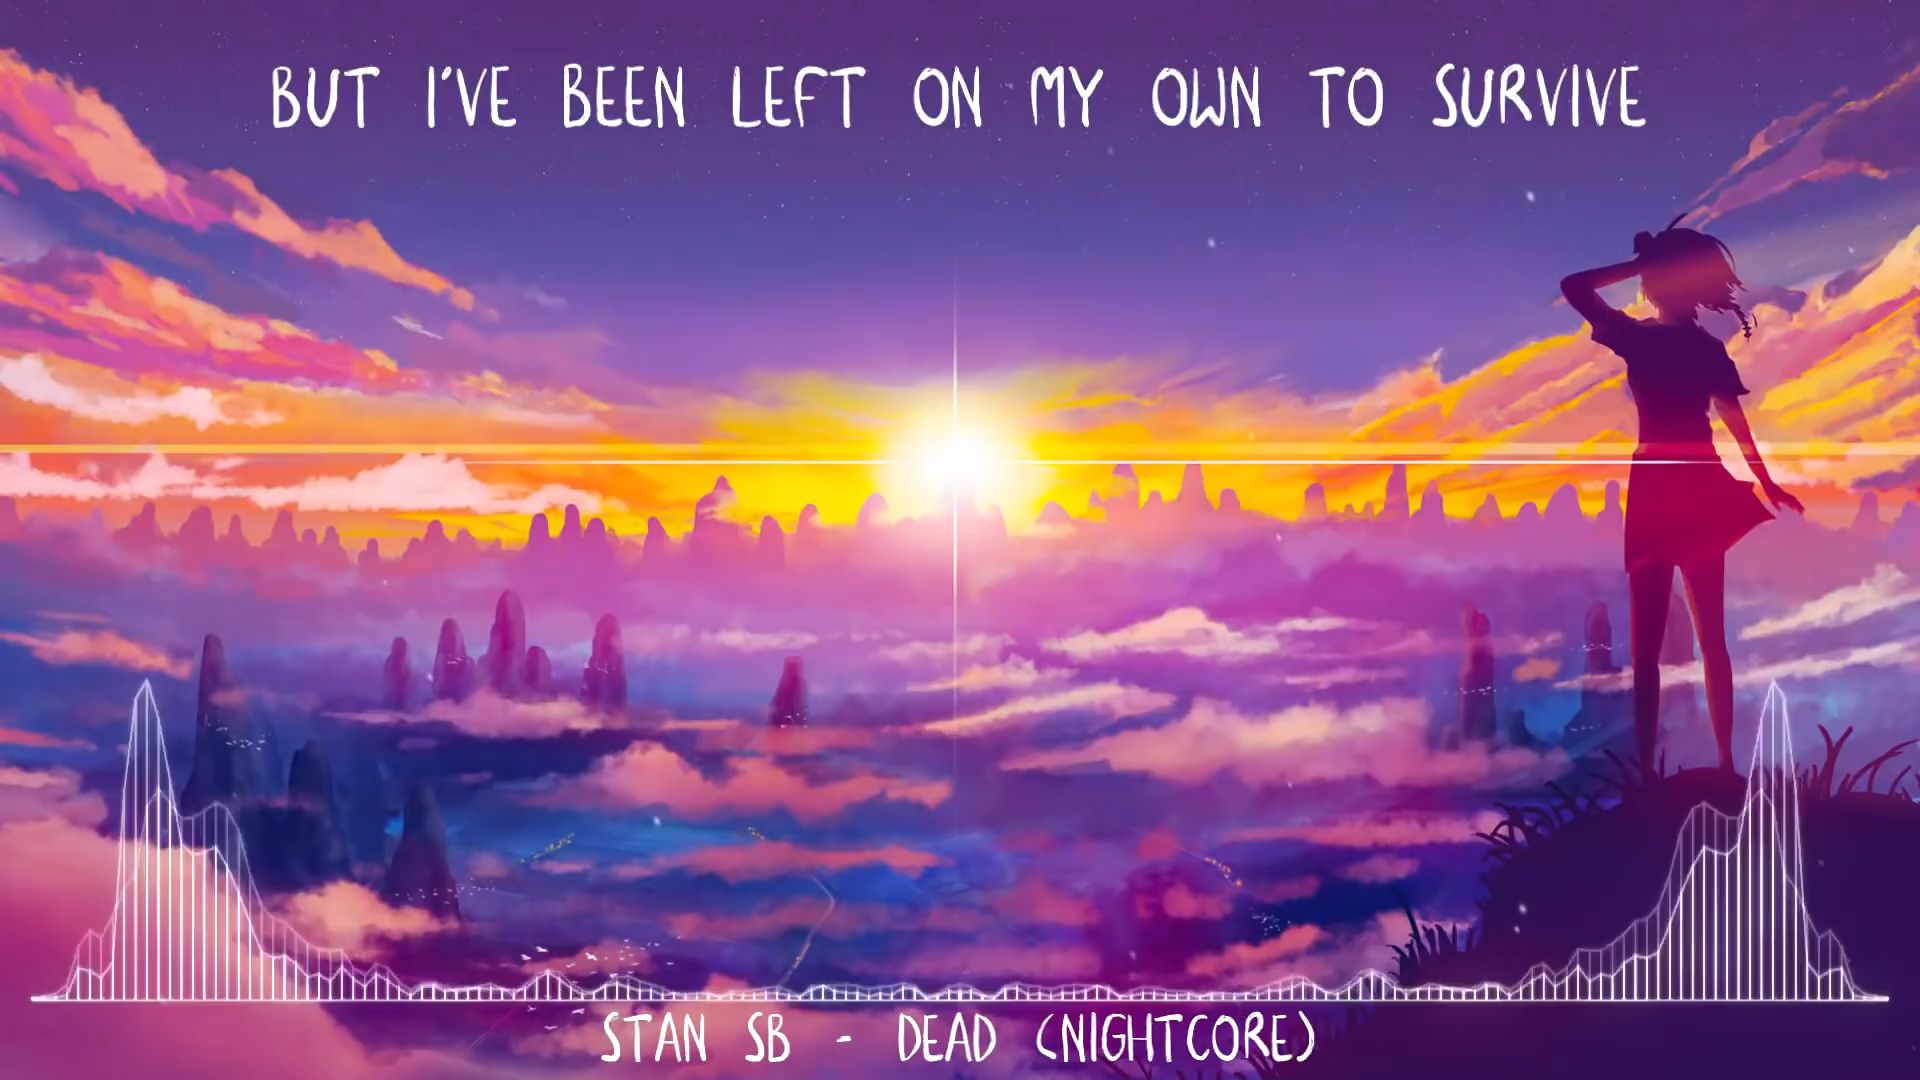 BUT I'VE BEEN LEFT ON MY OWN TO SURVIVE
STAN SB - DEAD (NIGHTCORE)